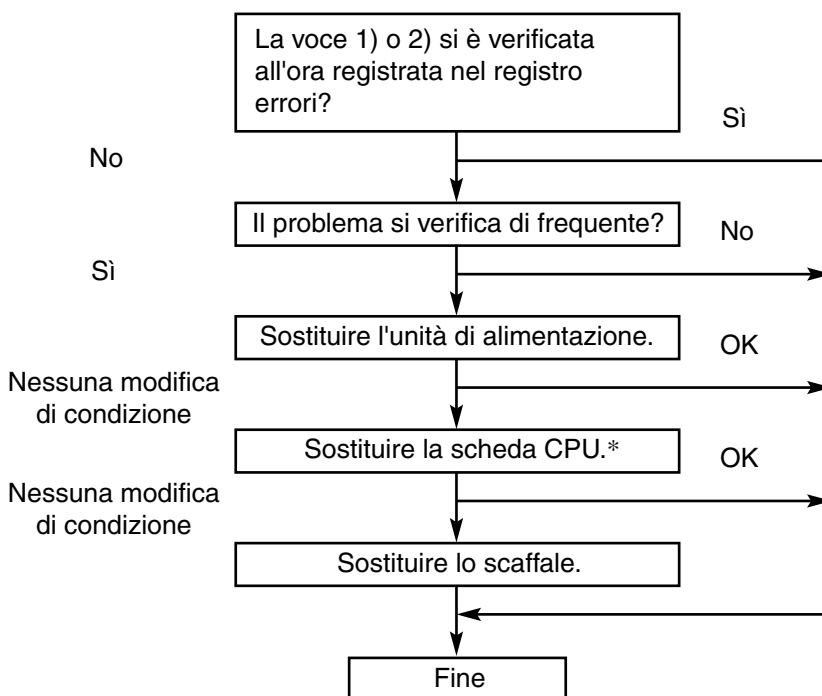 La voce 1) o 2) si è verificata
all'ora registrata nel registro
errori?
Sì
No
Il problema si verifica di frequente?
No
Sì
Sostituire l'unità di alimentazione.
OK
Nessuna modifica
di condizione
Sostituire la scheda CPU.*
OK
Nessuna modifica
di condizione
Sostituire lo scaffale.
Fine